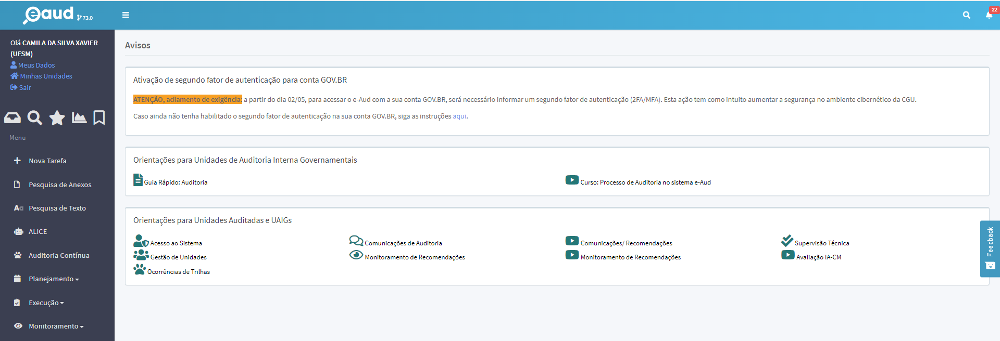 eaud 73.0
22
Olá CAMILA DA SILVA XAVIER
(UFSM)
Meus Dados
Minhas Unidades
Sair
Menu
Nova Tarefa
Pesquisa de Anexos
Aa Pesquisa de Texto
ALICE
Auditoria Contínua
Planejamento
Execução
Monitoramento
Avisos
Ativação de segundo fator de autenticação para conta GOV.BR
ATENÇÃO, adiamento de exigência: a partir do dia 02/05, para acessar o e-Aud com a sua conta GOV.BR, será necessário informar um segundo fator de autenticação (2FA/MFA). Esta ação tem como intuito aumentar a segurança no ambiente cibernético da CGU.
Caso ainda não tenha habilitado o segundo fator de autenticação na sua conta GOV.BR, siga as instruções aqui.
Orientações para Unidades de Auditoria Interna Governamentais
Guia Rápido: Auditoria
Curso: Processo de Auditoria no sistema e-Aud
Orientações para Unidades Auditadas e UAIGs
Acesso ao Sistema
Comunicações de Auditoria
Comunicações/ Recomendações
Supervisão Técnica
Gestão de Unidades
Monitoramento de Recomendações
Monitoramento de Recomendações
Avaliação IA-CM
Ocorrências de Trilhas
Feedback